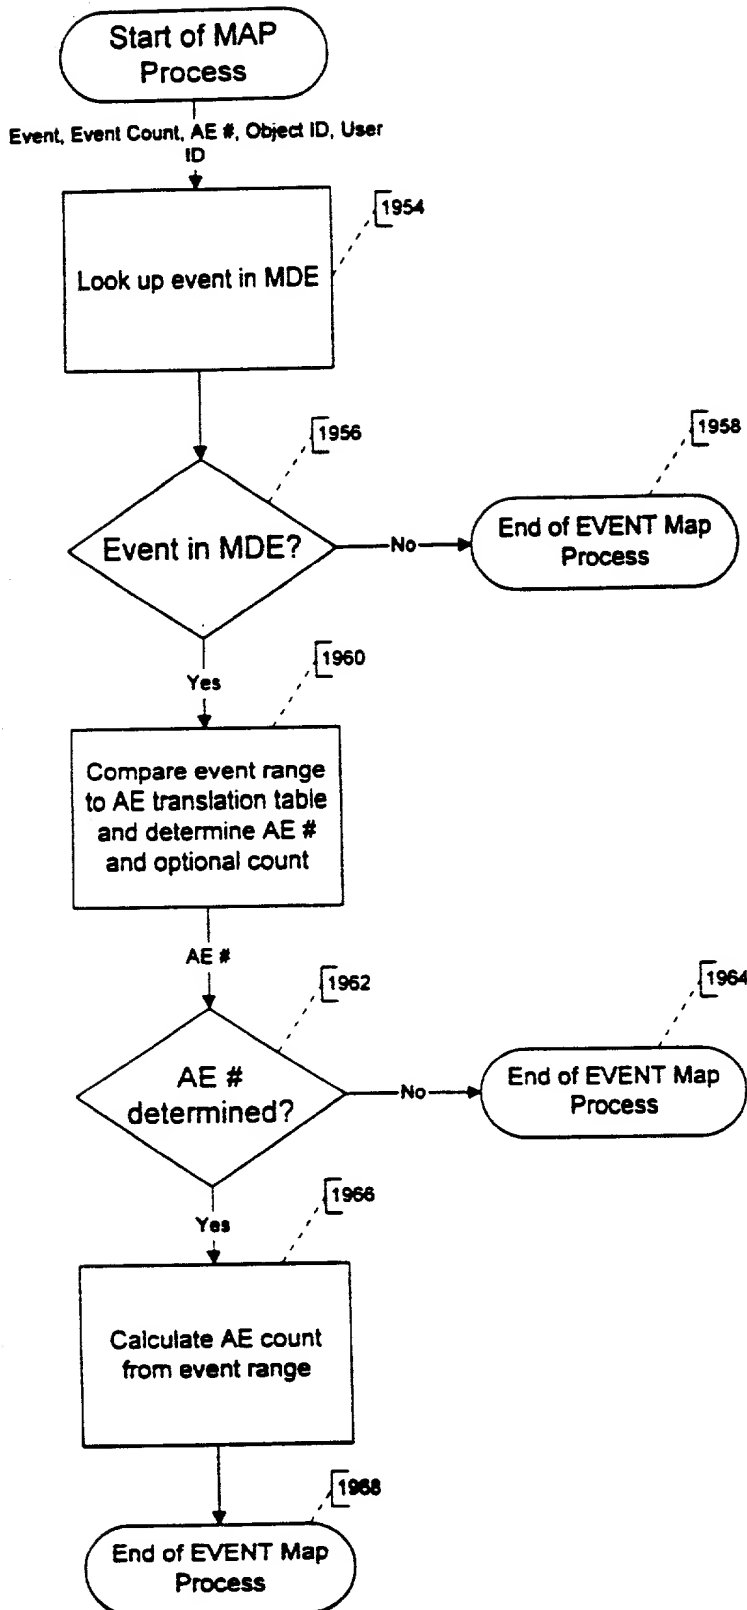 Start of MAP
Process
Event, Event Count, AE #, Object ID, User
ID
1954
Look up event in MDE
1956
1958
Event in MDE?
No
End of EVENT Map
Process
1960
Yes
Compare event range
to AE translation table
and determine AE #
and optional count
AE #
1962
1964
AE #
determined?
No
End of EVENT Map
Process
1966
Yes
Calculate AE count
from event range
1968
End of EVENT Map
Process